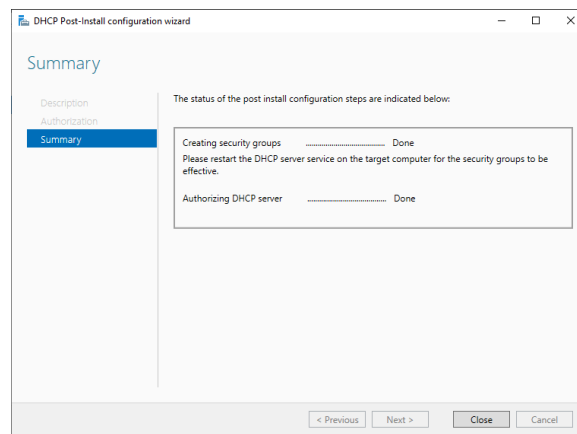 DHCP Post-Install configuration wizard
Summary
Description
Authorization
Summary
The status of the post install configuration steps are indicated below:
Creating security groups ........................................ Done
Please restart the DHCP server service on the target computer for the security groups to be
effective.
Authorizing DHCP server ........................................ Done
< Previous Next > Close Cancel